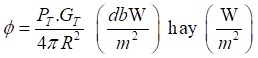 ϕ = P_T.G_T / 4πR² (dbW / m²) hay (W / m²)